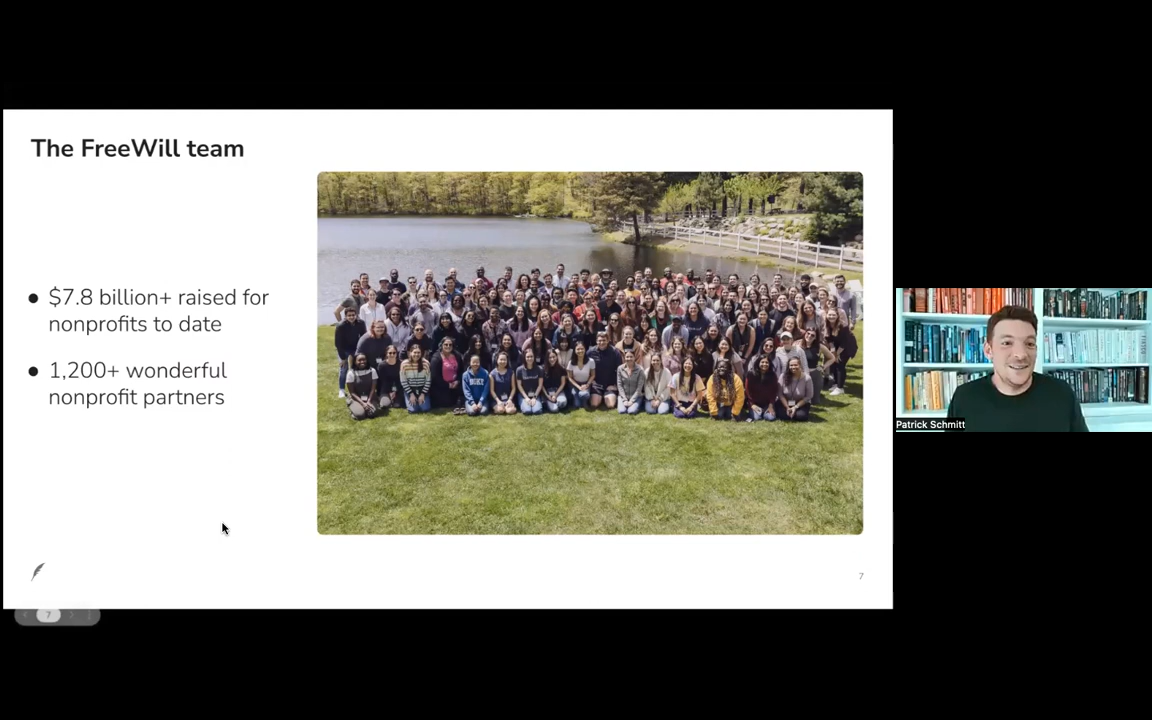 The FreeWill team
● $7.8 billion+ raised for
nonprofits to date
● 1,200+ wonderful
nonprofit partners
7
7
Patrick Schmitt